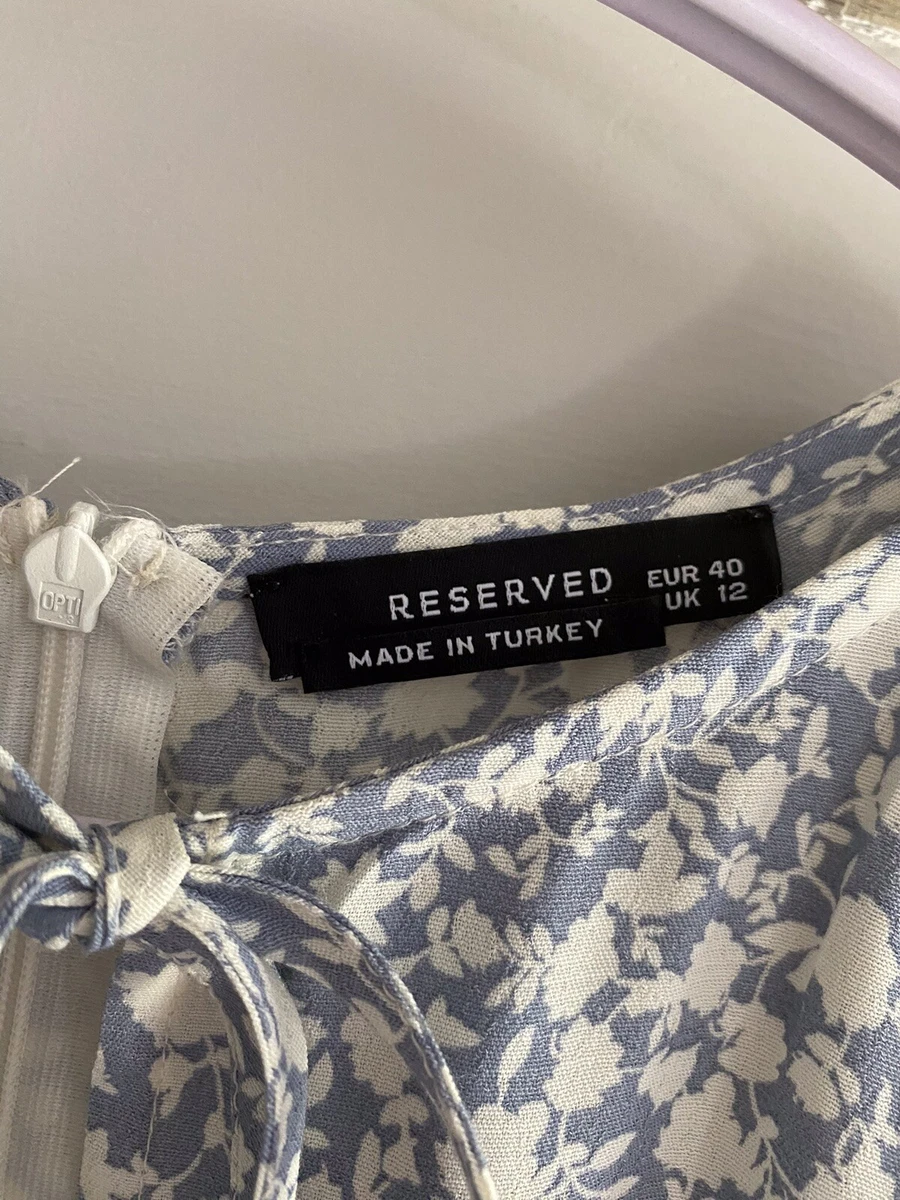 RESERVED
EUR 40
UK 12
MADE IN TURKEY
OPTI